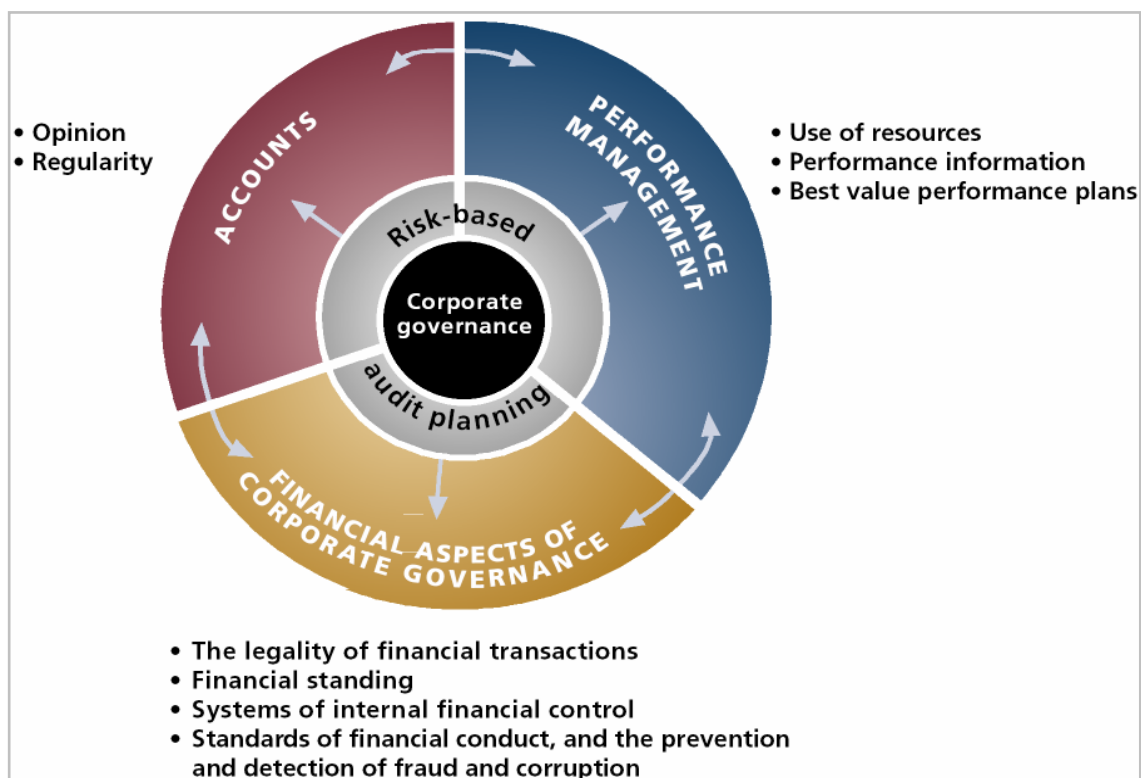 • Opinion
• Regularity
ACCOUNTS
PERFORMANCE
MANAGEMENT
• Use of resources
• Performance information
• Best value performance plans
Risk-based
Corporate
governance
audit planning
FINANCIAL ASPECTS OF
CORPORATE GOVERNANCE
• The legality of financial transactions
• Financial standing
• Systems of internal financial control
• Standards of financial conduct, and the prevention
and detection of fraud and corruption